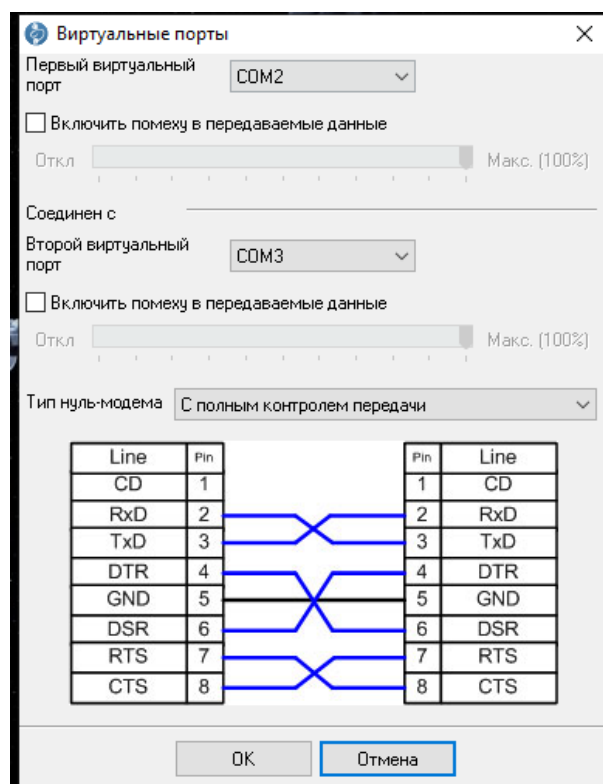 Виртуальные порты
Первый виртуальный
порт
COM2
Включить помеху в передаваемые данные
Откл
Макс. (100%)
Соединен с
Второй виртуальный
порт
COM3
Включить помеху в передаваемые данные
Откл
Макс. (100%)
Тип нуль-модема
С полным контролем передачи
Line Pin Pin Line
CD 1 1 CD
RxD 2 2 RxD
TxD 3 3 TxD
DTR 4 4 DTR
GND 5 5 GND
DSR 6 6 DSR
RTS 7 7 RTS
CTS 8 8 CTS
OK
Отмена